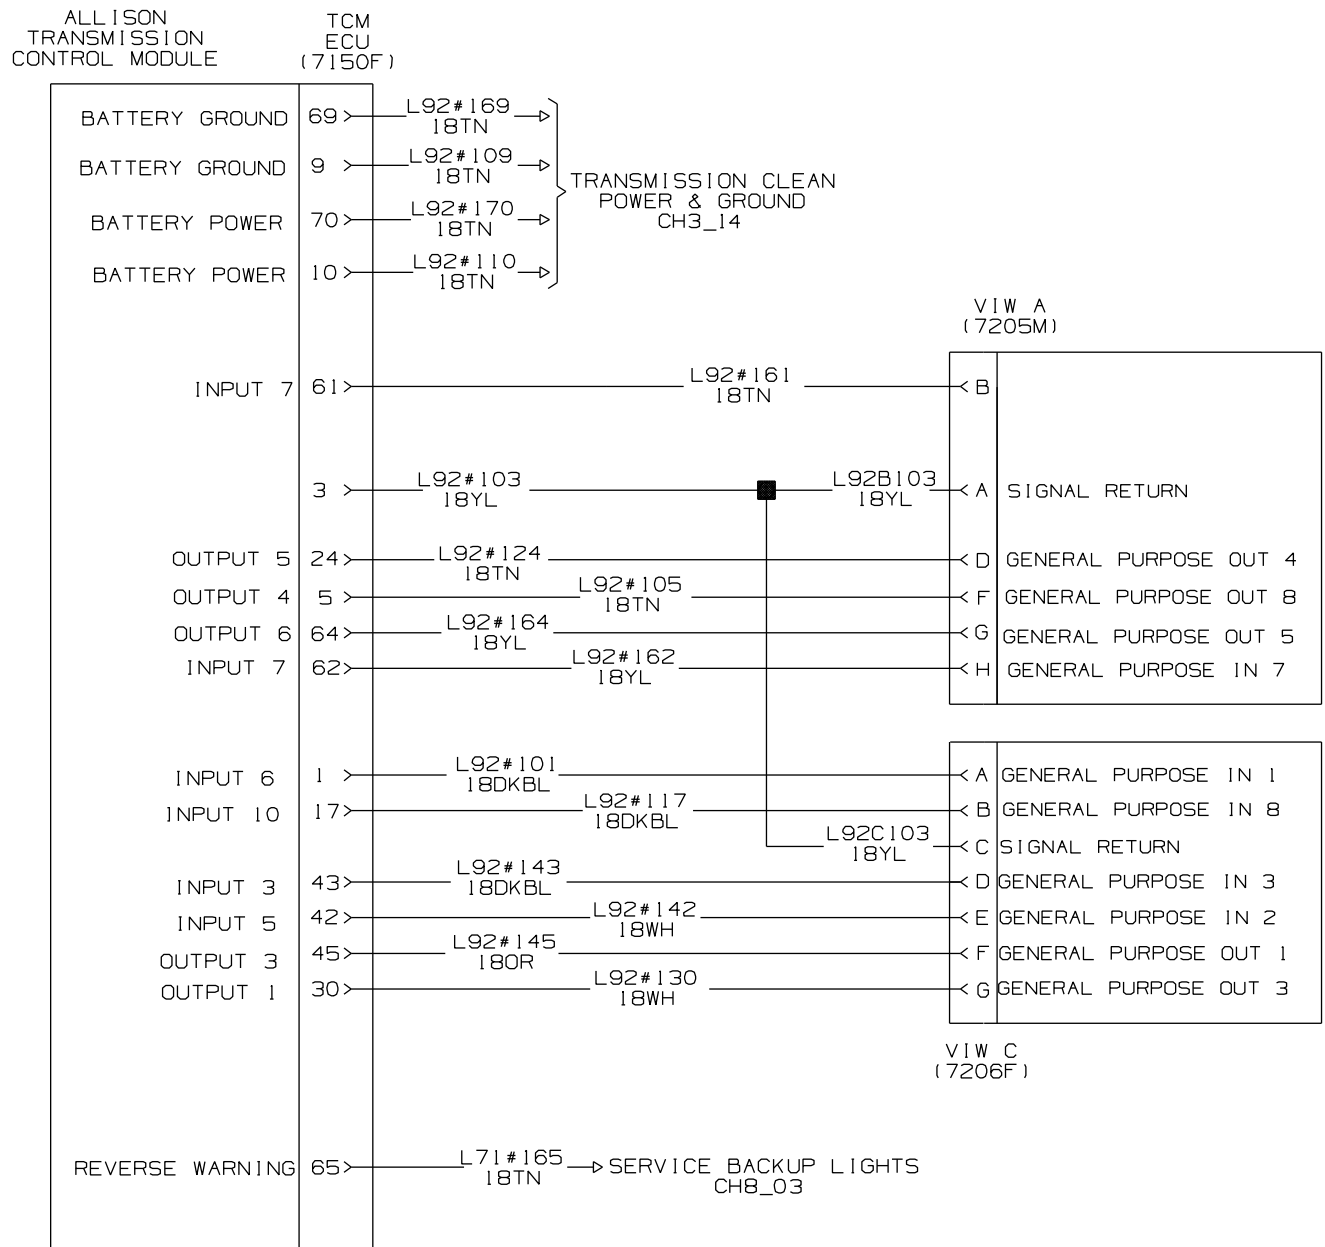 ALLISON
TRANSMISSION
CONTROL MODULE
TCM
ECU
(7150F)
BATTERY GROUND 69 L92#169
18TN
BATTERY GROUND 9 L92#109
18TN
TRANSMISSION CLEAN
POWER & GROUND
CH3_14
BATTERY POWER 70 L92#170
18TN
BATTERY POWER 10 L92#110
18TN
VIW A
(7205M)
INPUT 7 61 L92#161 B
18TN
3 L92#103 L92B103 A SIGNAL RETURN
18YL 18YL
OUTPUT 5 24 L92#124 D GENERAL PURPOSE OUT 4
18TN
OUTPUT 4 5 L92#105 F GENERAL PURPOSE OUT 8
18TN
OUTPUT 6 64 L92#164 G GENERAL PURPOSE OUT 5
18YL
INPUT 7 62 L92#162 H GENERAL PURPOSE IN 7
18YL
INPUT 6 1 L92#101 A GENERAL PURPOSE IN 1
18DKBL
INPUT 10 17 L92#117 B GENERAL PURPOSE IN 8
18DKBL
L92C103 C SIGNAL RETURN
18YL
INPUT 3 43 L92#143 D GENERAL PURPOSE IN 3
18DKBL
INPUT 5 42 L92#142 E GENERAL PURPOSE IN 2
18WH
OUTPUT 3 45 L92#145 F GENERAL PURPOSE OUT 1
18OR
OUTPUT 1 30 L92#130 G GENERAL PURPOSE OUT 3
18WH
VIW C
(7206F)
REVERSE WARNING 65 L71#165 SERVICE BACKUP LIGHTS
18TN CH8_03